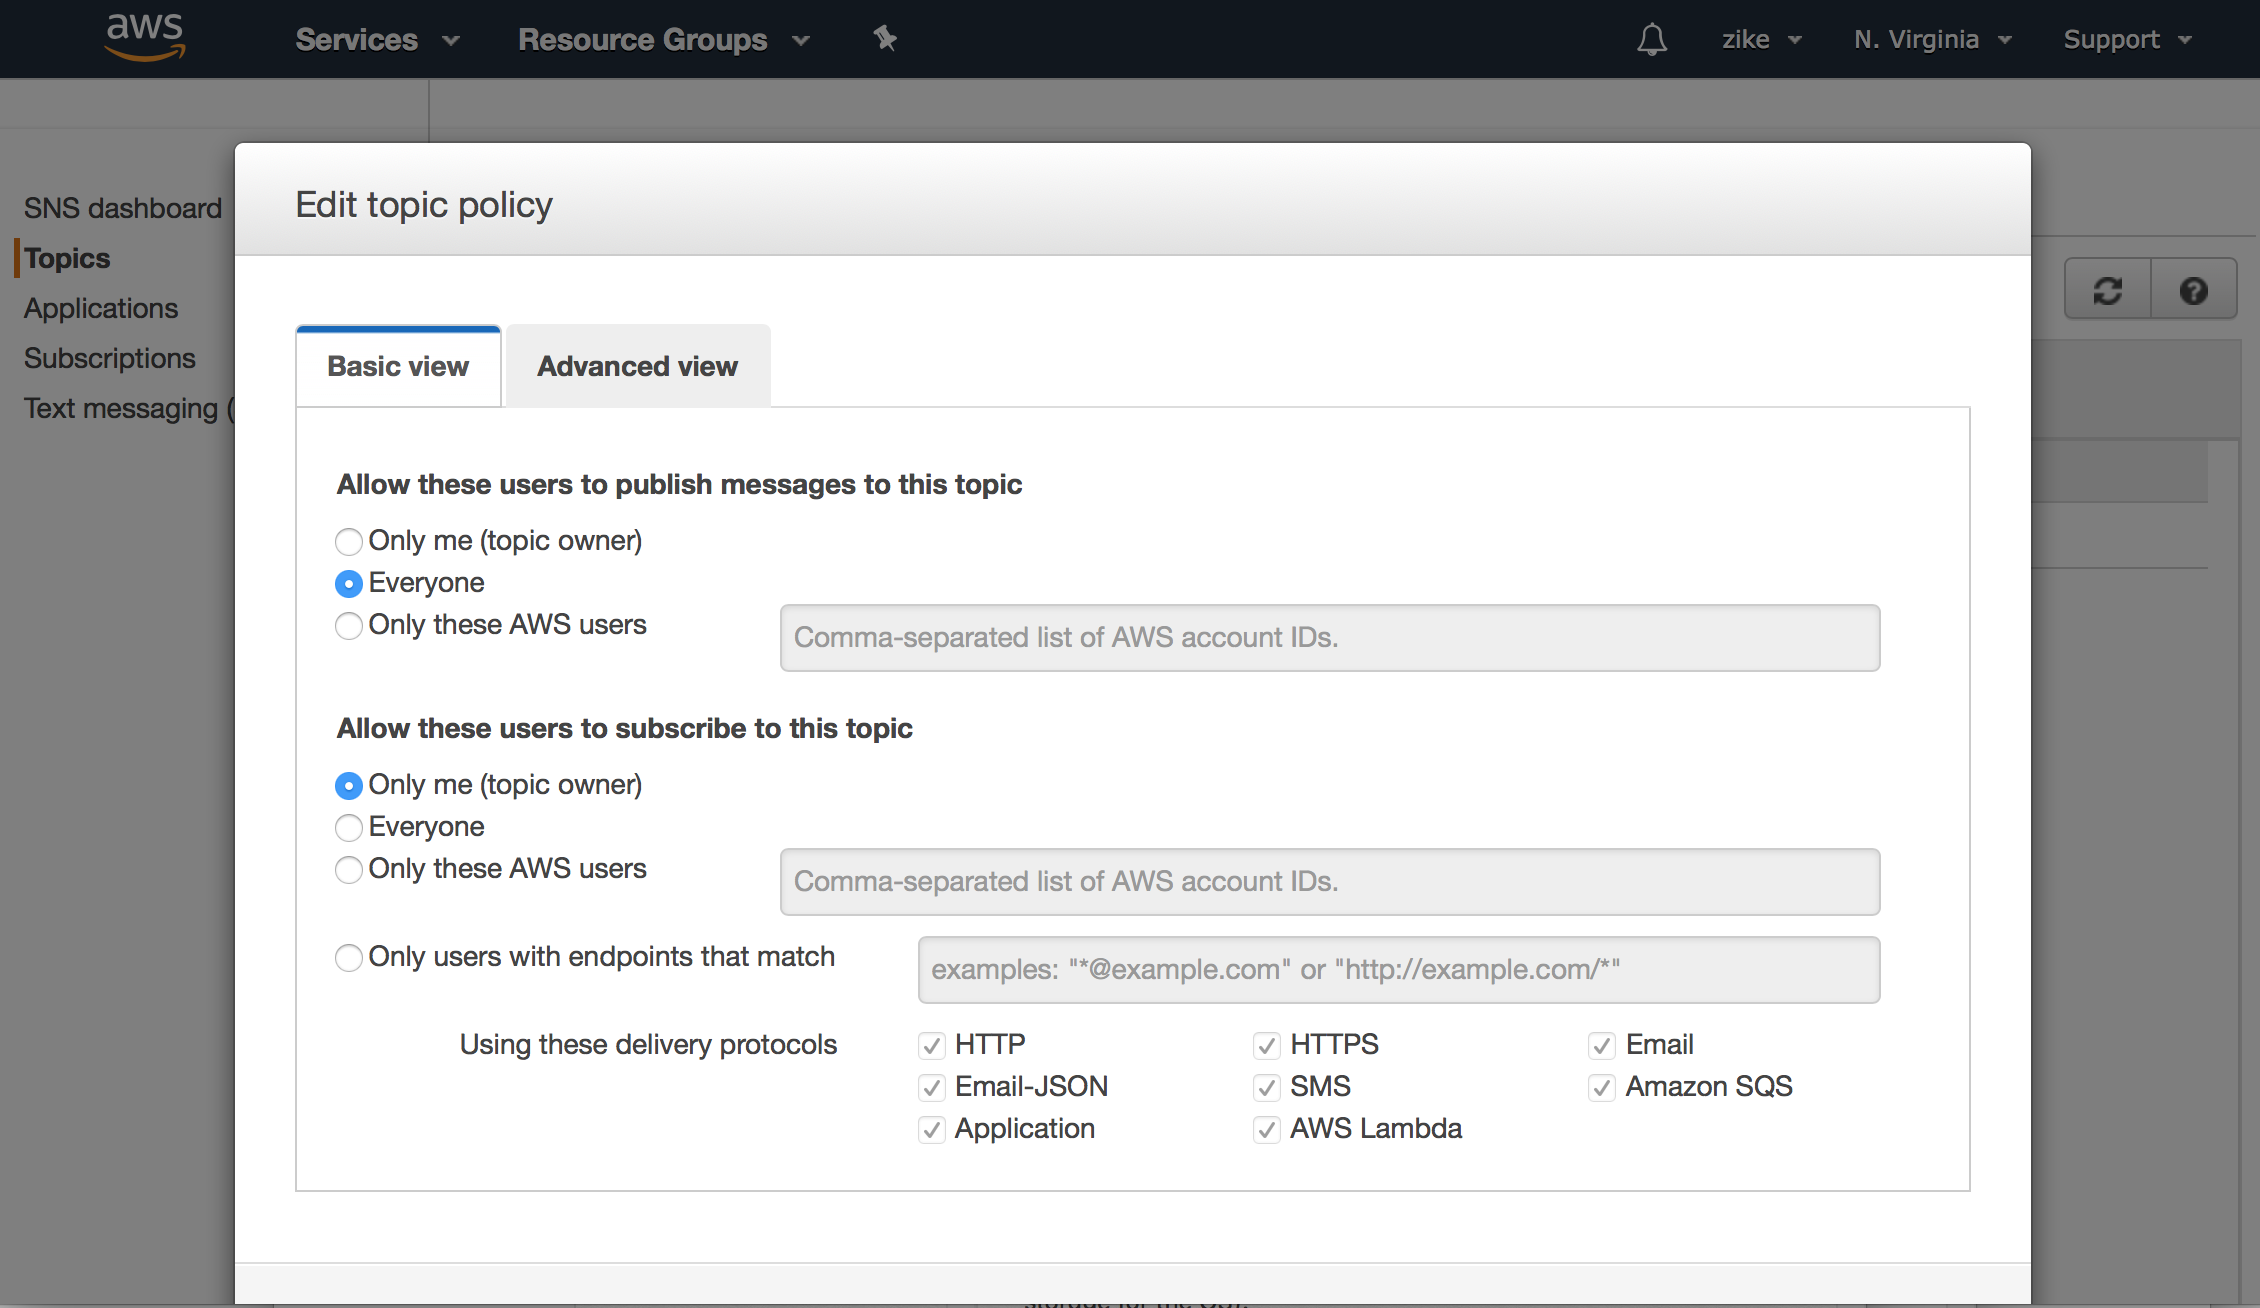 aws Services Resource Groups zike N. Virginia Support
SNS dashboard
Topics
Applications
Subscriptions
Text messaging (
Edit topic policy
Basic view Advanced view
Allow these users to publish messages to this topic
Only me (topic owner)
Everyone
Only these AWS users Comma-separated list of AWS account IDs.
Allow these users to subscribe to this topic
Only me (topic owner)
Everyone
Only these AWS users Comma-separated list of AWS account IDs.
Only users with endpoints that match examples: "*@example.com" or "http://example.com/*"
Using these delivery protocols HTTP HTTPS Email
Email-JSON SMS Amazon SQS
Application AWS Lambda